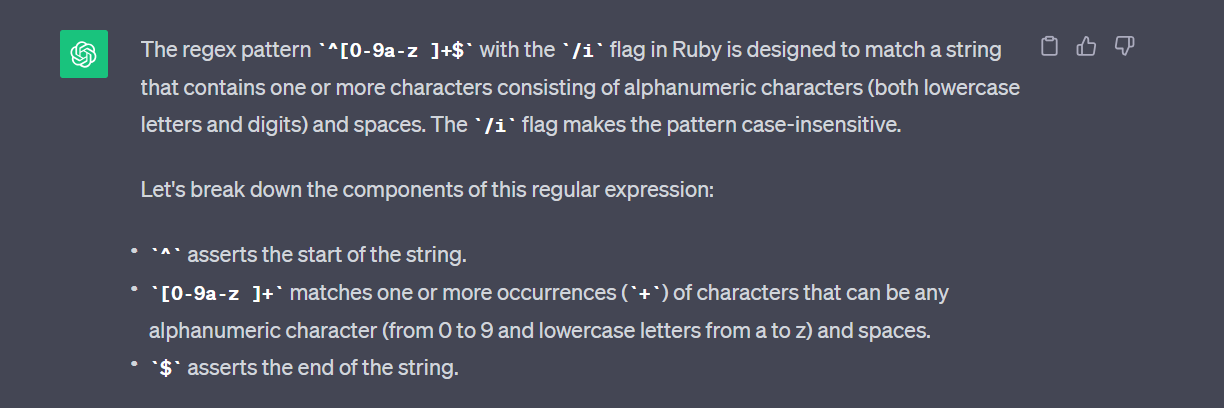 The regex pattern `^[0-9a-z ]+$` with the `/i` flag in Ruby is designed to match a string
that contains one or more characters consisting of alphanumeric characters (both lowercase
letters and digits) and spaces. The `/i` flag makes the pattern case-insensitive.
Let's break down the components of this regular expression:
• `^` asserts the start of the string.
• `[0-9a-z ]+` matches one or more occurrences (`+`) of characters that can be any
alphanumeric character (from 0 to 9 and lowercase letters from a to z) and spaces.
• `$` asserts the end of the string.